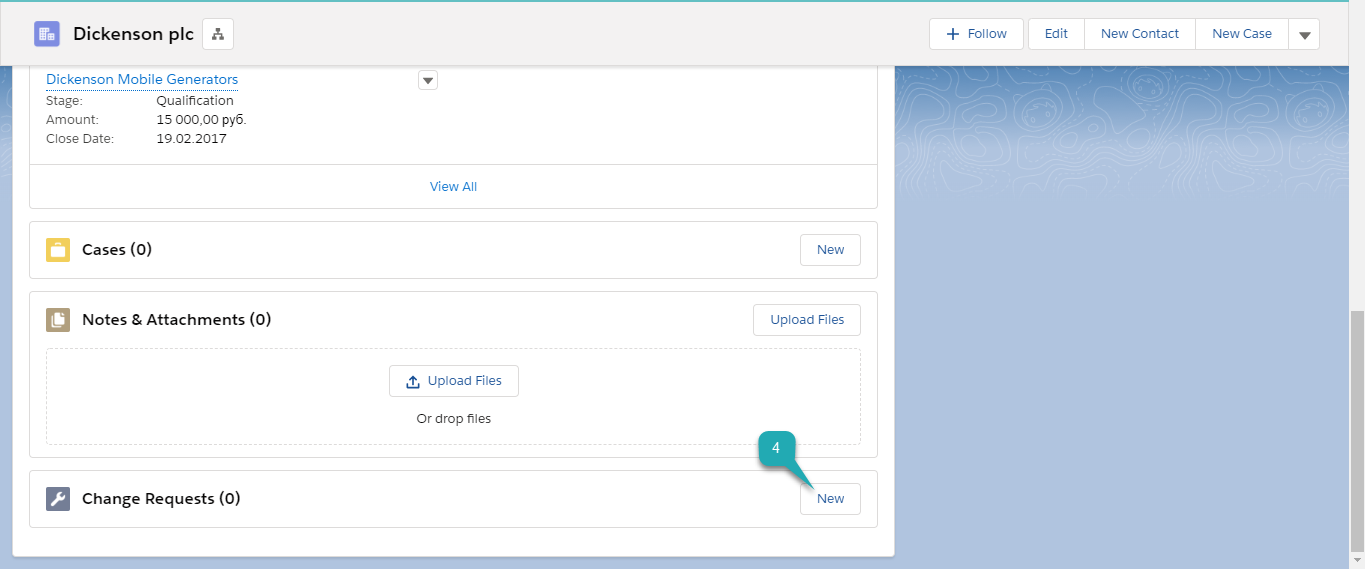 Dickenson plc
Follow
Edit
New Contact
New Case
Dickenson Mobile Generators
Stage: Qualification
Amount: 15 000,00 руб.
Close Date: 19.02.2017
View All
Cases (0)
New
Notes & Attachments (0)
Upload Files
Upload Files
Or drop files
4
Change Requests (0)
New